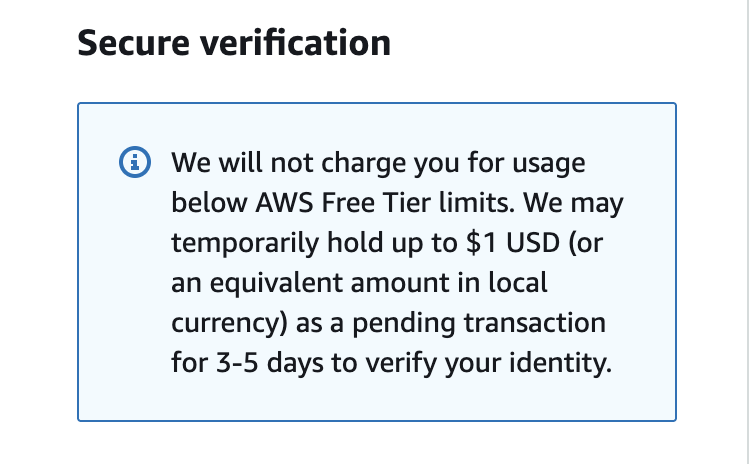 Secure verification
We will not charge you for usage
below AWS Free Tier limits. We may
temporarily hold up to $1 USD (or
an equivalent amount in local
currency) as a pending transaction
for 3-5 days to verify your identity.